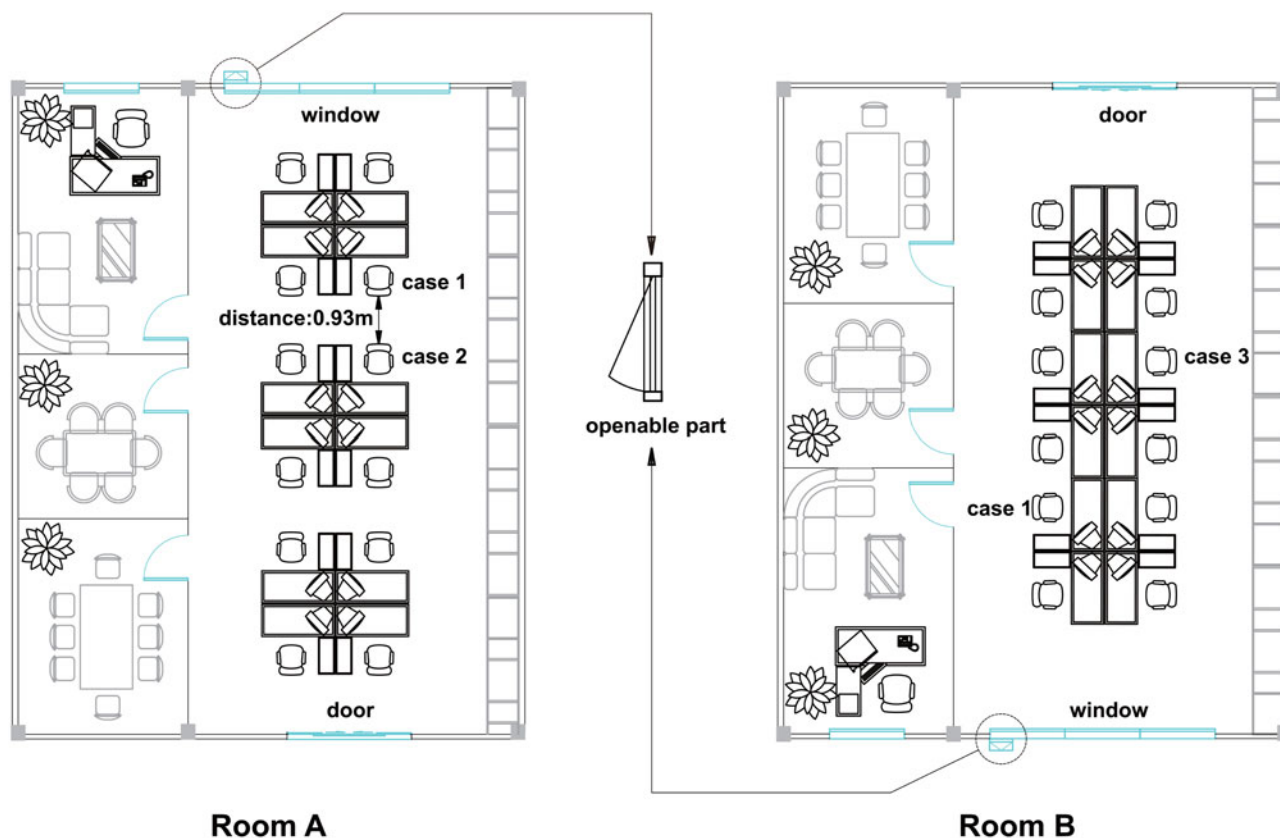 window
door
case 1
distance:0.93m
case 2
case 3
openable part
case 1
door
window
Room A
Room B